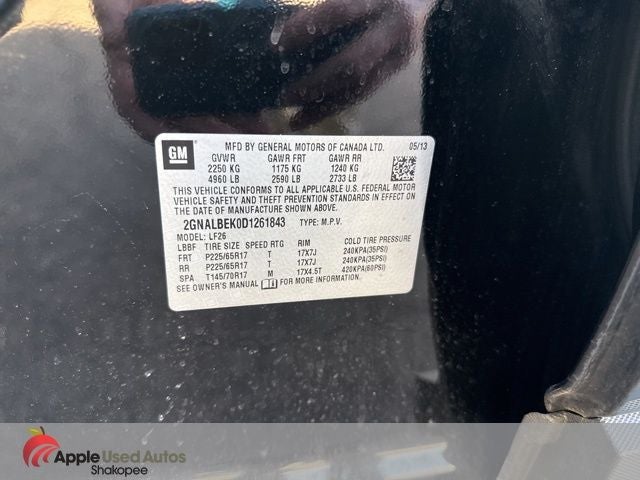 GM
MFD BY GENERAL MOTORS OF CANADA LTD. 05/13
GVWR GAWR FRT GAWR RR
2250 KG 1175 KG 1240 KG
4960 LB 2590 LB 2733 LB
THIS VEHICLE CONFORMS TO ALL APPLICABLE U.S. FEDERAL MOTOR
VEHICLE SAFETY AND THEFT PREVENTION STANDARDS IN EFFECT ON
THE DATE OF MANUFACTURE SHOWN ABOVE.
2GNALBEK0D1261843 TYPE: M.P.V.
MODEL: LF26
LBBF TIRE SIZE SPEED RTG RIM COLD TIRE PRESSURE
FRT P225/65R17 T 17X7J 240KPA(35PSI)
RR P225/65R17 T 17X7J 240KPA(35PSI)
SPA T145/70R17 M 17X4.5T 420KPA(60PSI)
SEE OWNER'S MANUAL FOR MORE INFORMATION.
Apple Used Autos
Shakopee